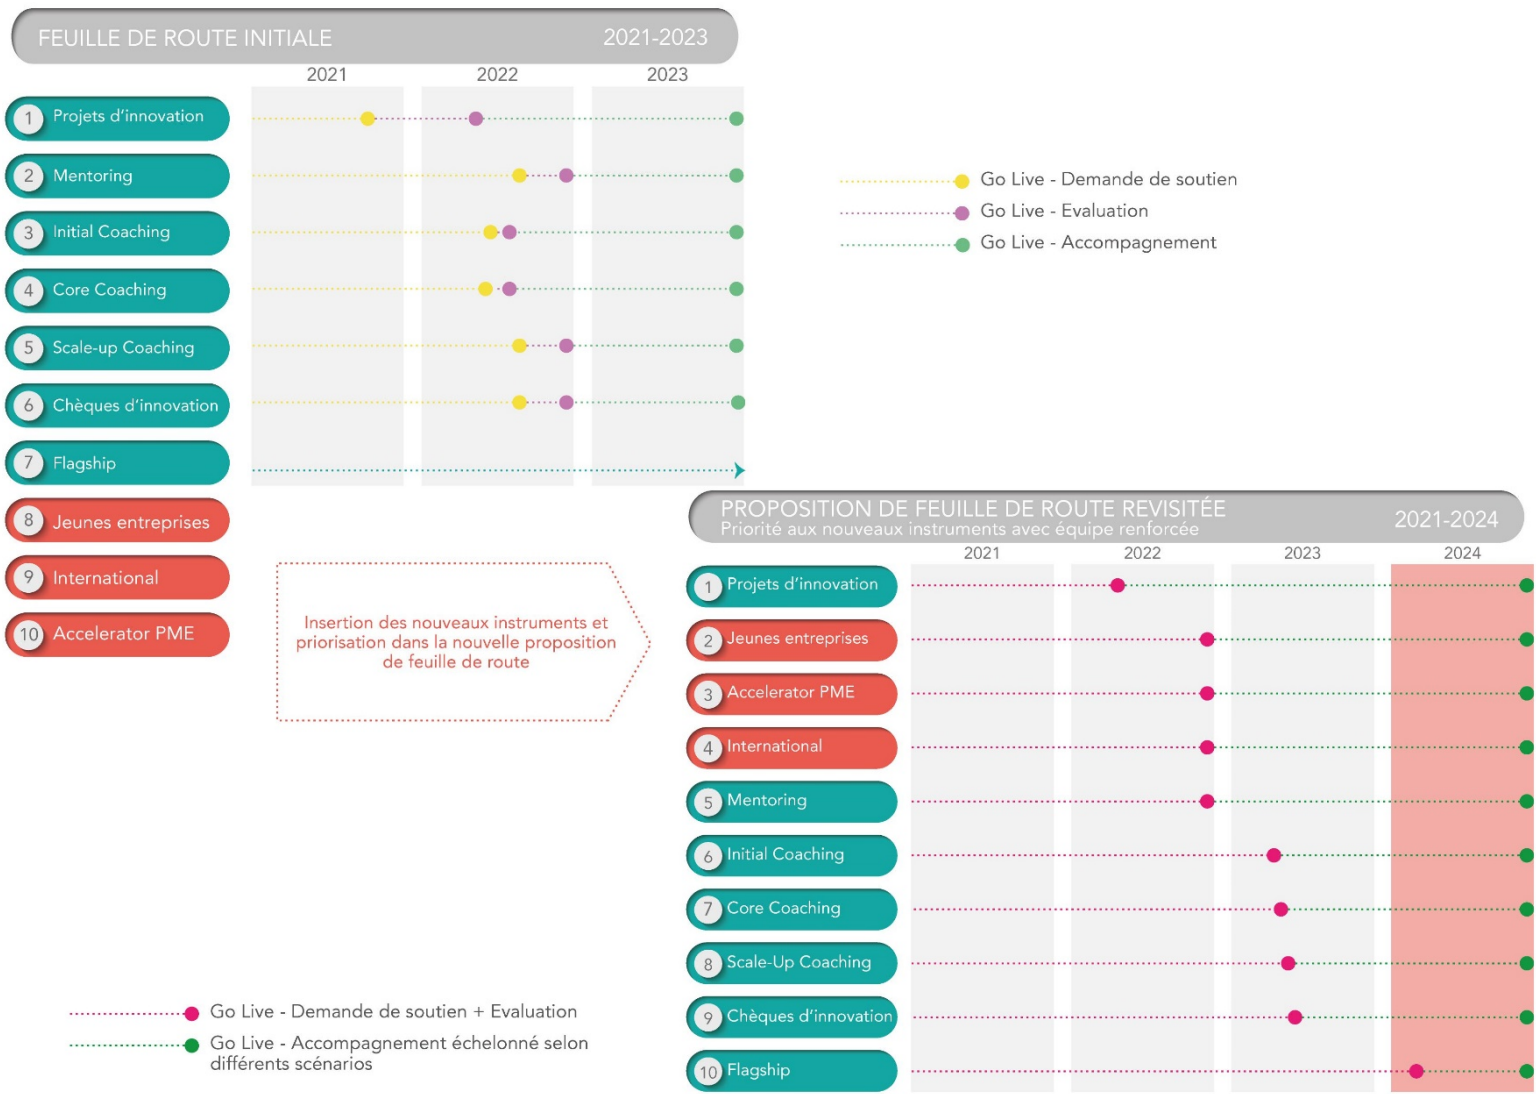 FEUILLE DE ROUTE INITIALE 2021-2023
2021 2022 2023
1 Projets d'innovation
2 Mentoring
3 Initial Coaching
4 Core Coaching
5 Scale-up Coaching
6 Chèques d'innovation
7 Flagship
8 Jeunes entreprises
9 International
10 Accelerator PME
Go Live - Demande de soutien
Go Live - Evaluation
Go Live - Accompagnement
Insertion des nouveaux instruments et
priorisation dans la nouvelle proposition
de feuille de route
PROPOSITION DE FEUILLE DE ROUTE REVISITÉE
Priorité aux nouveaux instruments avec équipe renforcée
2021-2024
2021 2022 2023 2024
1 Projets d'innovation
2 Jeunes entreprises
3 Accelerator PME
4 International
5 Mentoring
6 Initial Coaching
7 Core Coaching
8 Scale-Up Coaching
9 Chèques d'innovation
10 Flagship
Go Live - Demande de soutien + Evaluation
Go Live - Accompagnement échelonné selon
différents scénarios